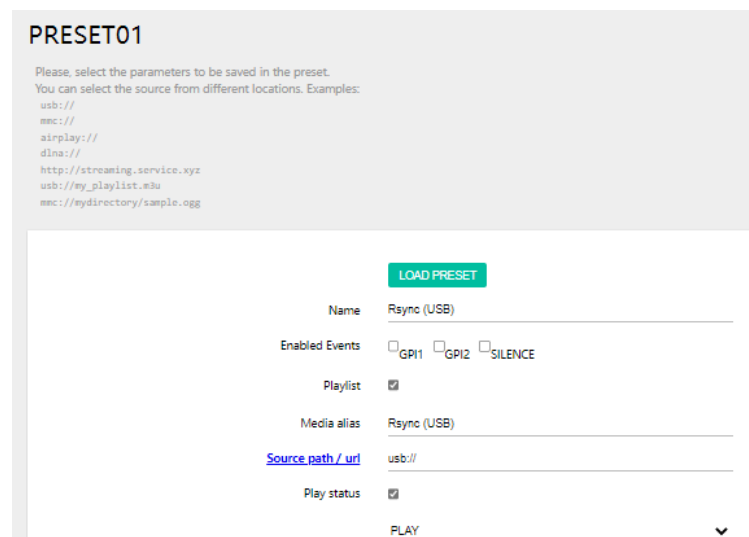 PRESET01
Please, select the parameters to be saved in the preset.
You can select the source from different locations. Examples:
usb://
mmc://
airplay://
dlna://
http://streaming.service.xyz
usb://my_playlist.m3u
mmc://mydirectory/sample.ogg
LOAD PRESET
Name Rsync (USB)
Enabled Events GPI1 GPI2 SILENCE
Playlist
Media alias Rsync (USB)
Source path / url usb://
Play status
PLAY